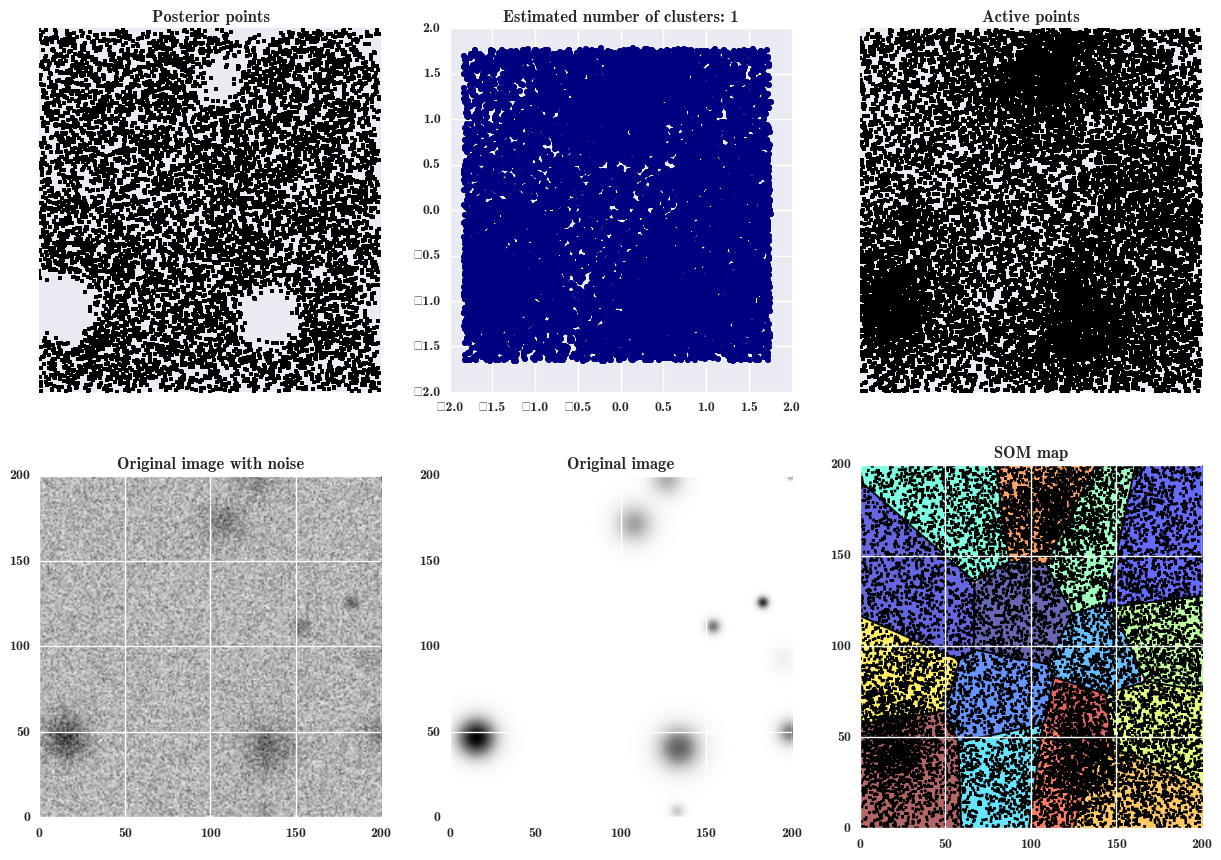 Posterior points
Estimated number of clusters: 1
Active points
2.0
1.5
1.0
0.5
0.0
□0.5
□1.0
□1.5
□2.0
□2.0 □1.5 □1.0 □0.5 0.0 0.5 1.0 1.5 2.0
Original image with noise
200
150
100
50
0
0 50 100 150 200
Original image
200
150
100
50
0
0 50 100 150 200
SOM map
200
150
100
50
0
0 50 100 150 200